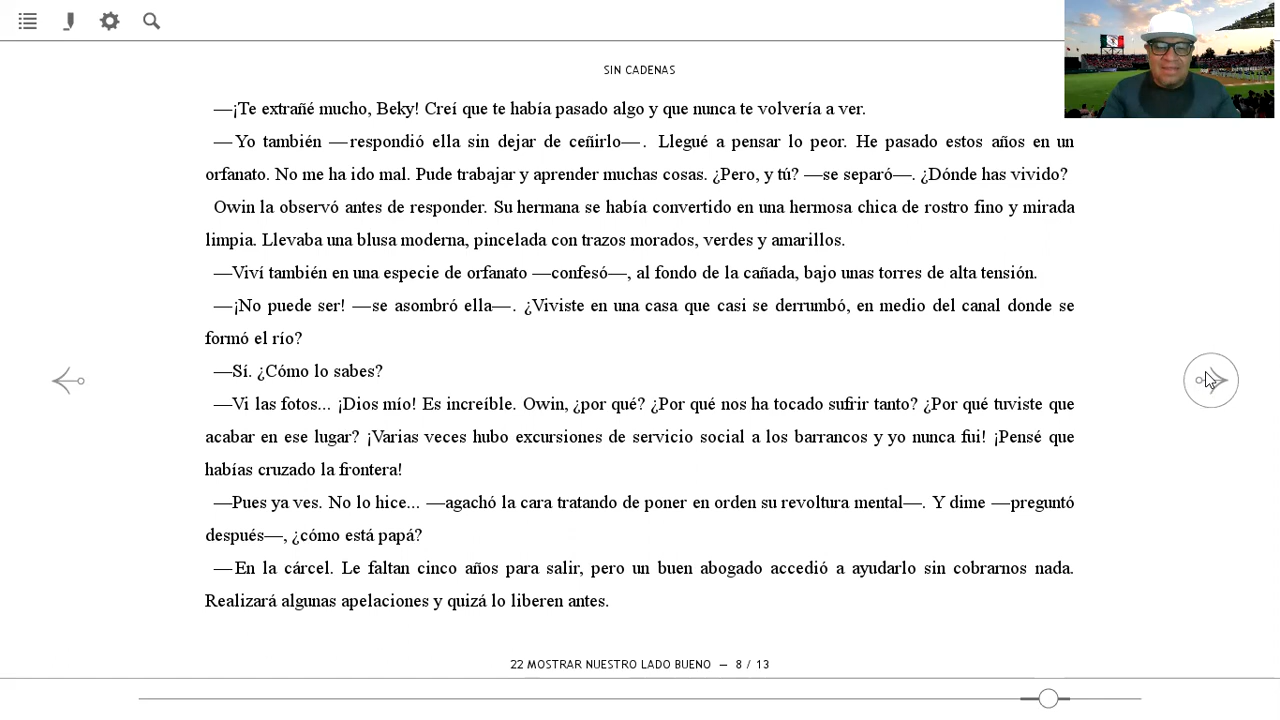 SIN CADENAS
—¡Te extrañé mucho, Beky! Creí que te había pasado algo y que nunca te volvería a ver.
—Yo también —respondió ella sin dejar de ceñirlo—. Llegué a pensar lo peor. He pasado estos años en un
orfanato. No me ha ido mal. Pude trabajar y aprender muchas cosas. ¿Pero, y tú? —se separó—. ¿Dónde has vivido?
Owin la observó antes de responder. Su hermana se había convertido en una hermosa chica de rostro fino y mirada
limpia. Llevaba una blusa moderna, pincelada con trazos morados, verdes y amarillos.
—Viví también en una especie de orfanato —confesó—, al fondo de la cañada, bajo unas torres de alta tensión.
—¡No puede ser! —se asombró ella—. ¿Viviste en una casa que casi se derrumbó, en medio del canal donde se
formó el río?
—Sí. ¿Cómo lo sabes?
—Vi las fotos... ¡Dios mío! Es increíble. Owin, ¿por qué? ¿Por qué nos ha tocado sufrir tanto? ¿Por qué tuviste que
acabar en ese lugar? ¡Varias veces hubo excursiones de servicio social a los barrancos y yo nunca fui! ¡Pensé que
habías cruzado la frontera!
—Pues ya ves. No lo hice... —agachó la cara tratando de poner en orden su revoltura mental—. Y dime —preguntó
después—, ¿cómo está papá?
—En la cárcel. Le faltan cinco años para salir, pero un buen abogado accedió a ayudarlo sin cobrarnos nada.
Realizará algunas apelaciones y quizá lo liberen antes.
22 MOSTRAR NUESTRO LADO BUENO — 8 / 13